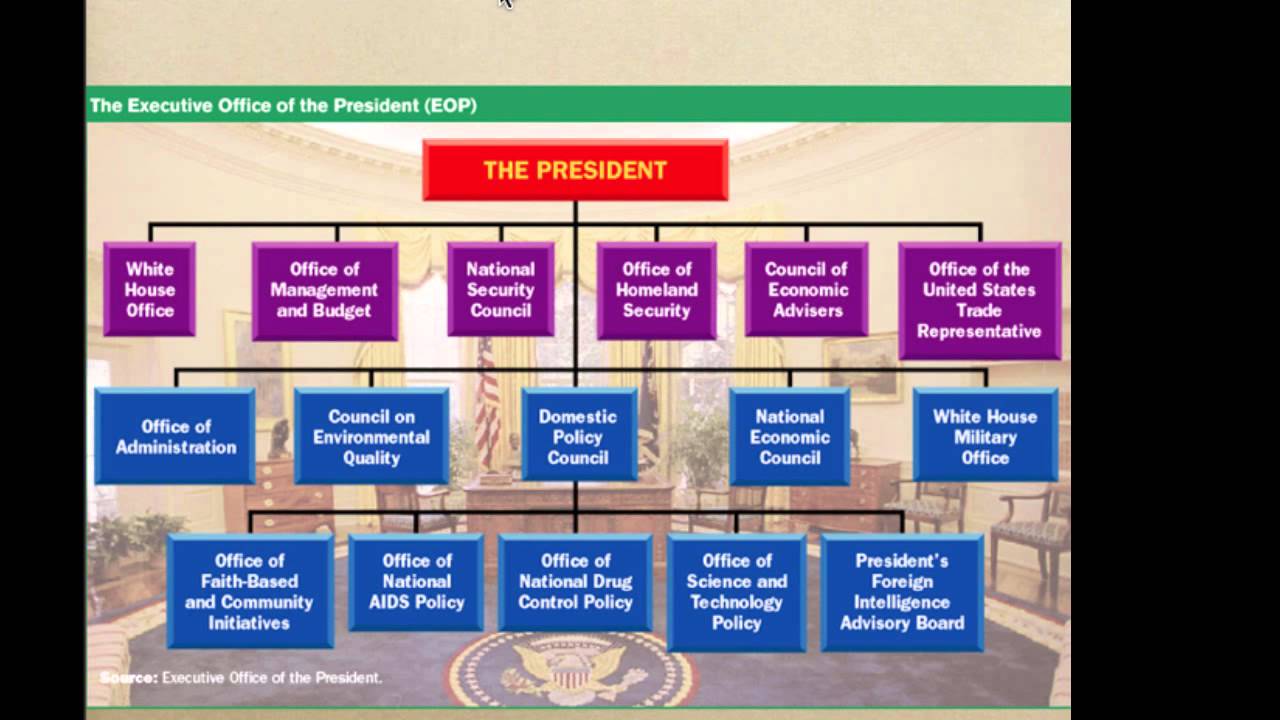 The Executive Office of the President (EOP)
THE PRESIDENT
White
House
Office
Office of
Management
and Budget
National
Security
Council
Office of
Homeland
Security
Council of
Economic
Advisers
Office of the
United States
Trade
Representative
Office of
Administration
Council on
Environmental
Quality
Domestic
Policy
Council
National
Economic
Council
White House
Military
Office
Office of
Faith-Based
and Community
Initiatives
Office of
National
AIDS Policy
Office of
National Drug
Control Policy
Office of
Science and
Technology
Policy
President's
Foreign
Intelligence
Advisory Board
Source: Executive Office of the President.